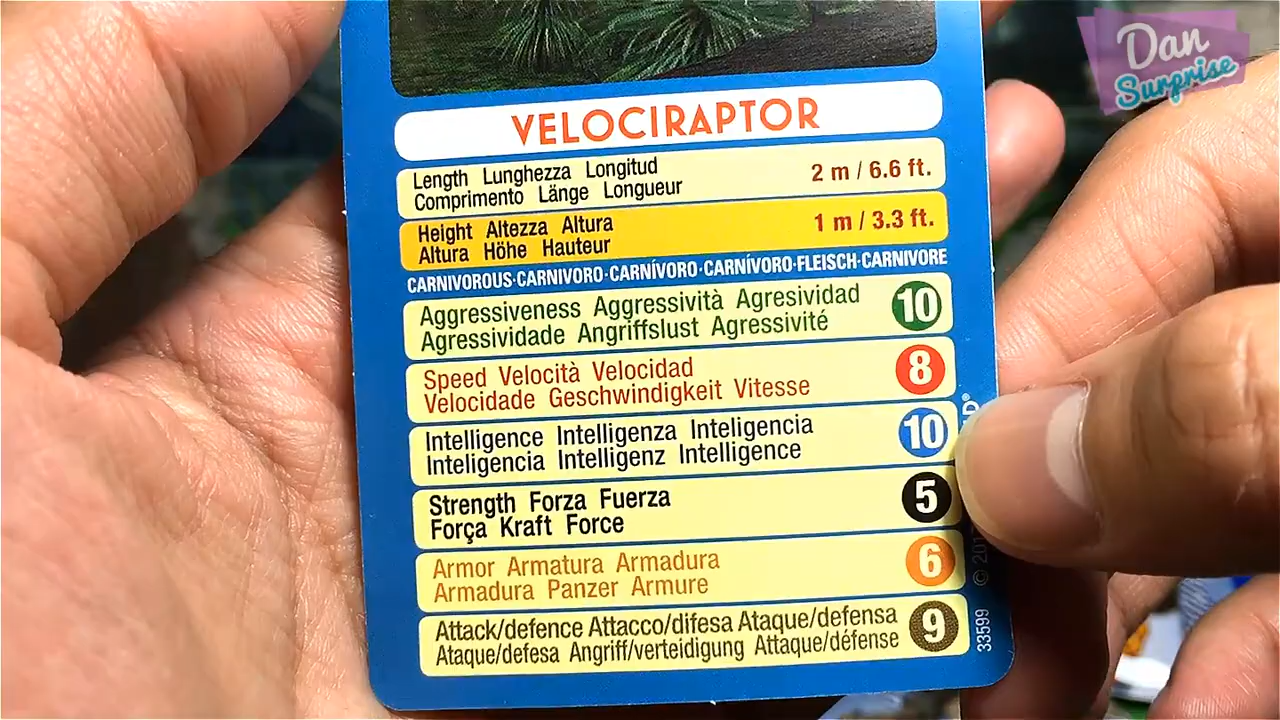 Dan
Surprise
VELOCIRAPTOR
Length Lunghezza Longitud
Comprimento Länge Longueur
2 m / 6.6 ft.
Height Altezza Altura
Altura Höhe Hauteur
1 m / 3.3 ft.
CARNIVOROUS·CARNIVORO·CARNÍVORO·CARNÍVORO·FLEISCH·CARNIVORE
Aggressiveness Aggressività Agresividad
Agressividade Angriffslust Agressivité
10
Speed Velocità Velocidad
Velocidade Geschwindigkeit Vitesse
8
Intelligence Intelligenza Inteligencia
Inteligencia Intelligenz Intelligence
10
Strength Forza Fuerza
Força Kraft Force
5
Armor Armatura Armadura
Armadura Panzer Armure
6
Attack/defence Attacco/difesa Ataque/defensa
Ataque/defesa Angriff/verteidigung Attaque/défense
9
33599 ©